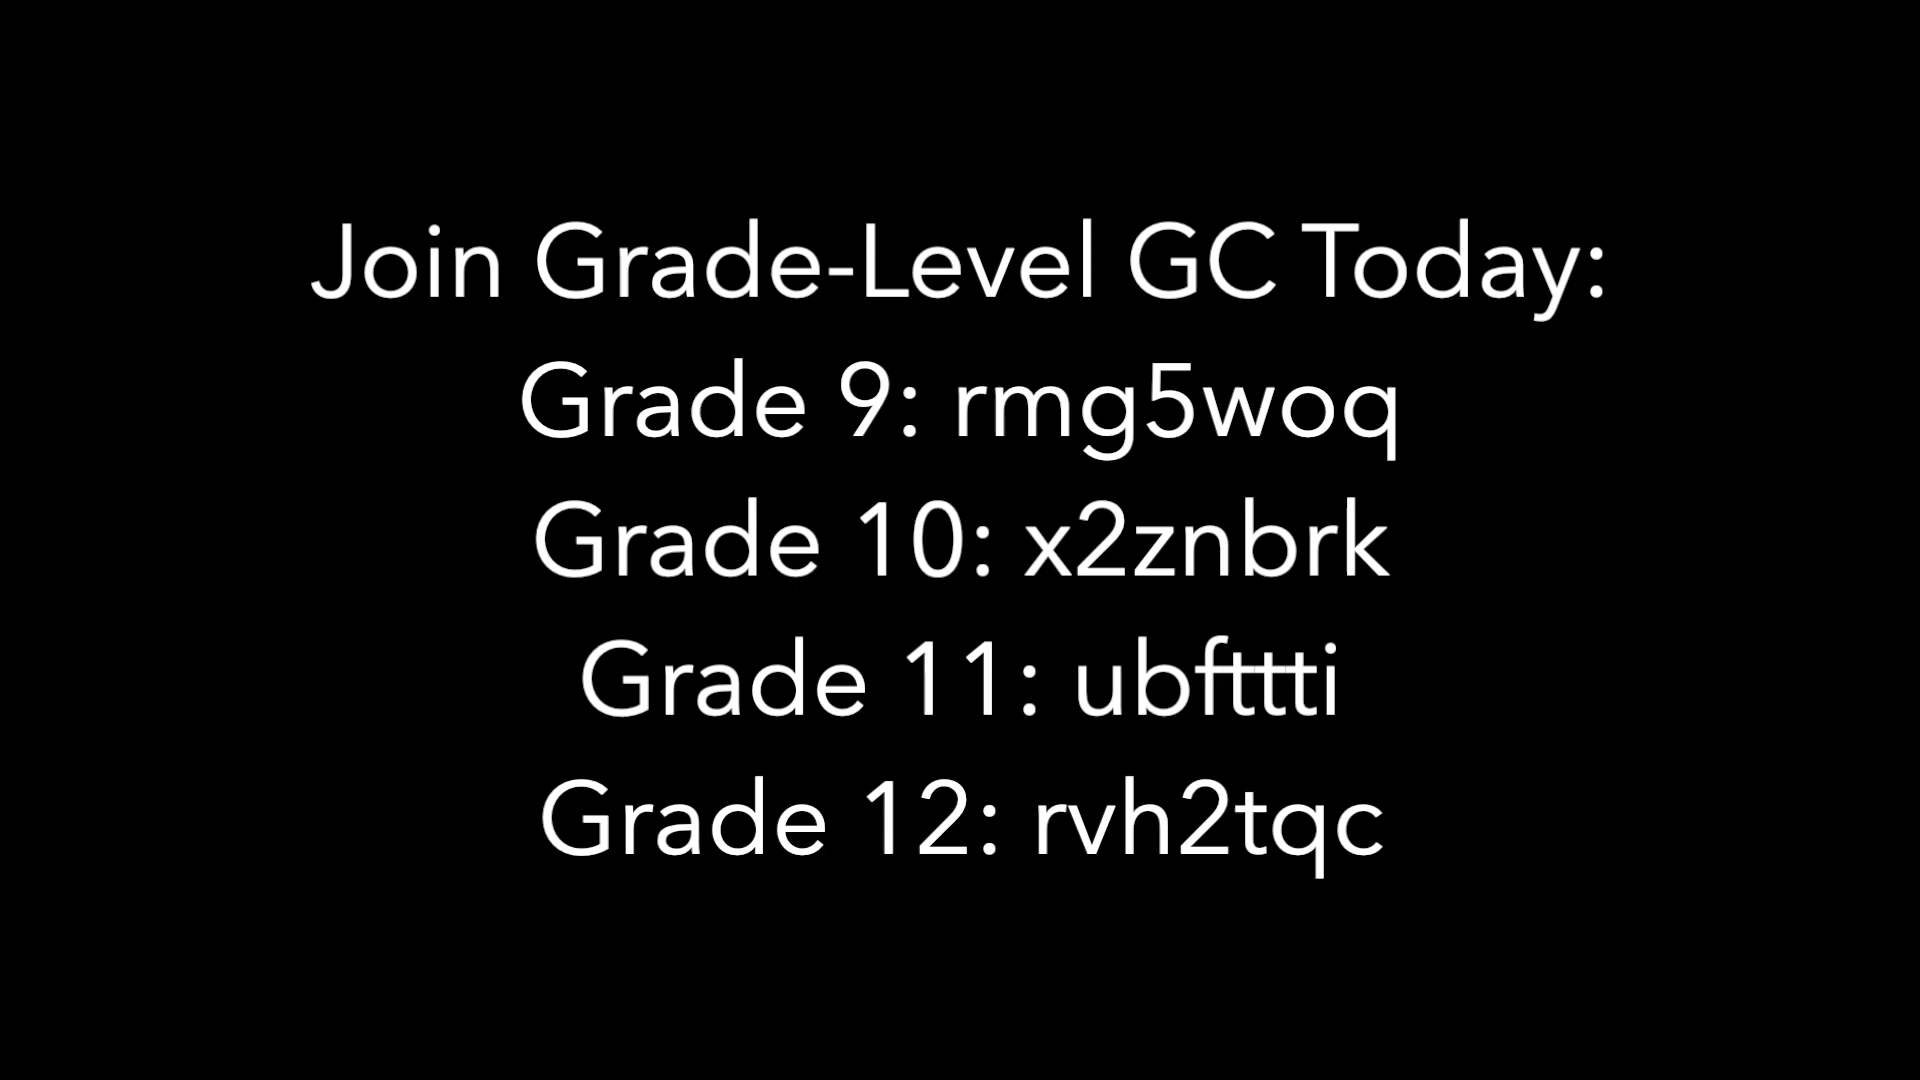 Join Grade-Level GC Today:
Grade 9: rmg5woq
Grade 10: x2znbrk
Grade 11: ubfttti
Grade 12: rvh2tqc